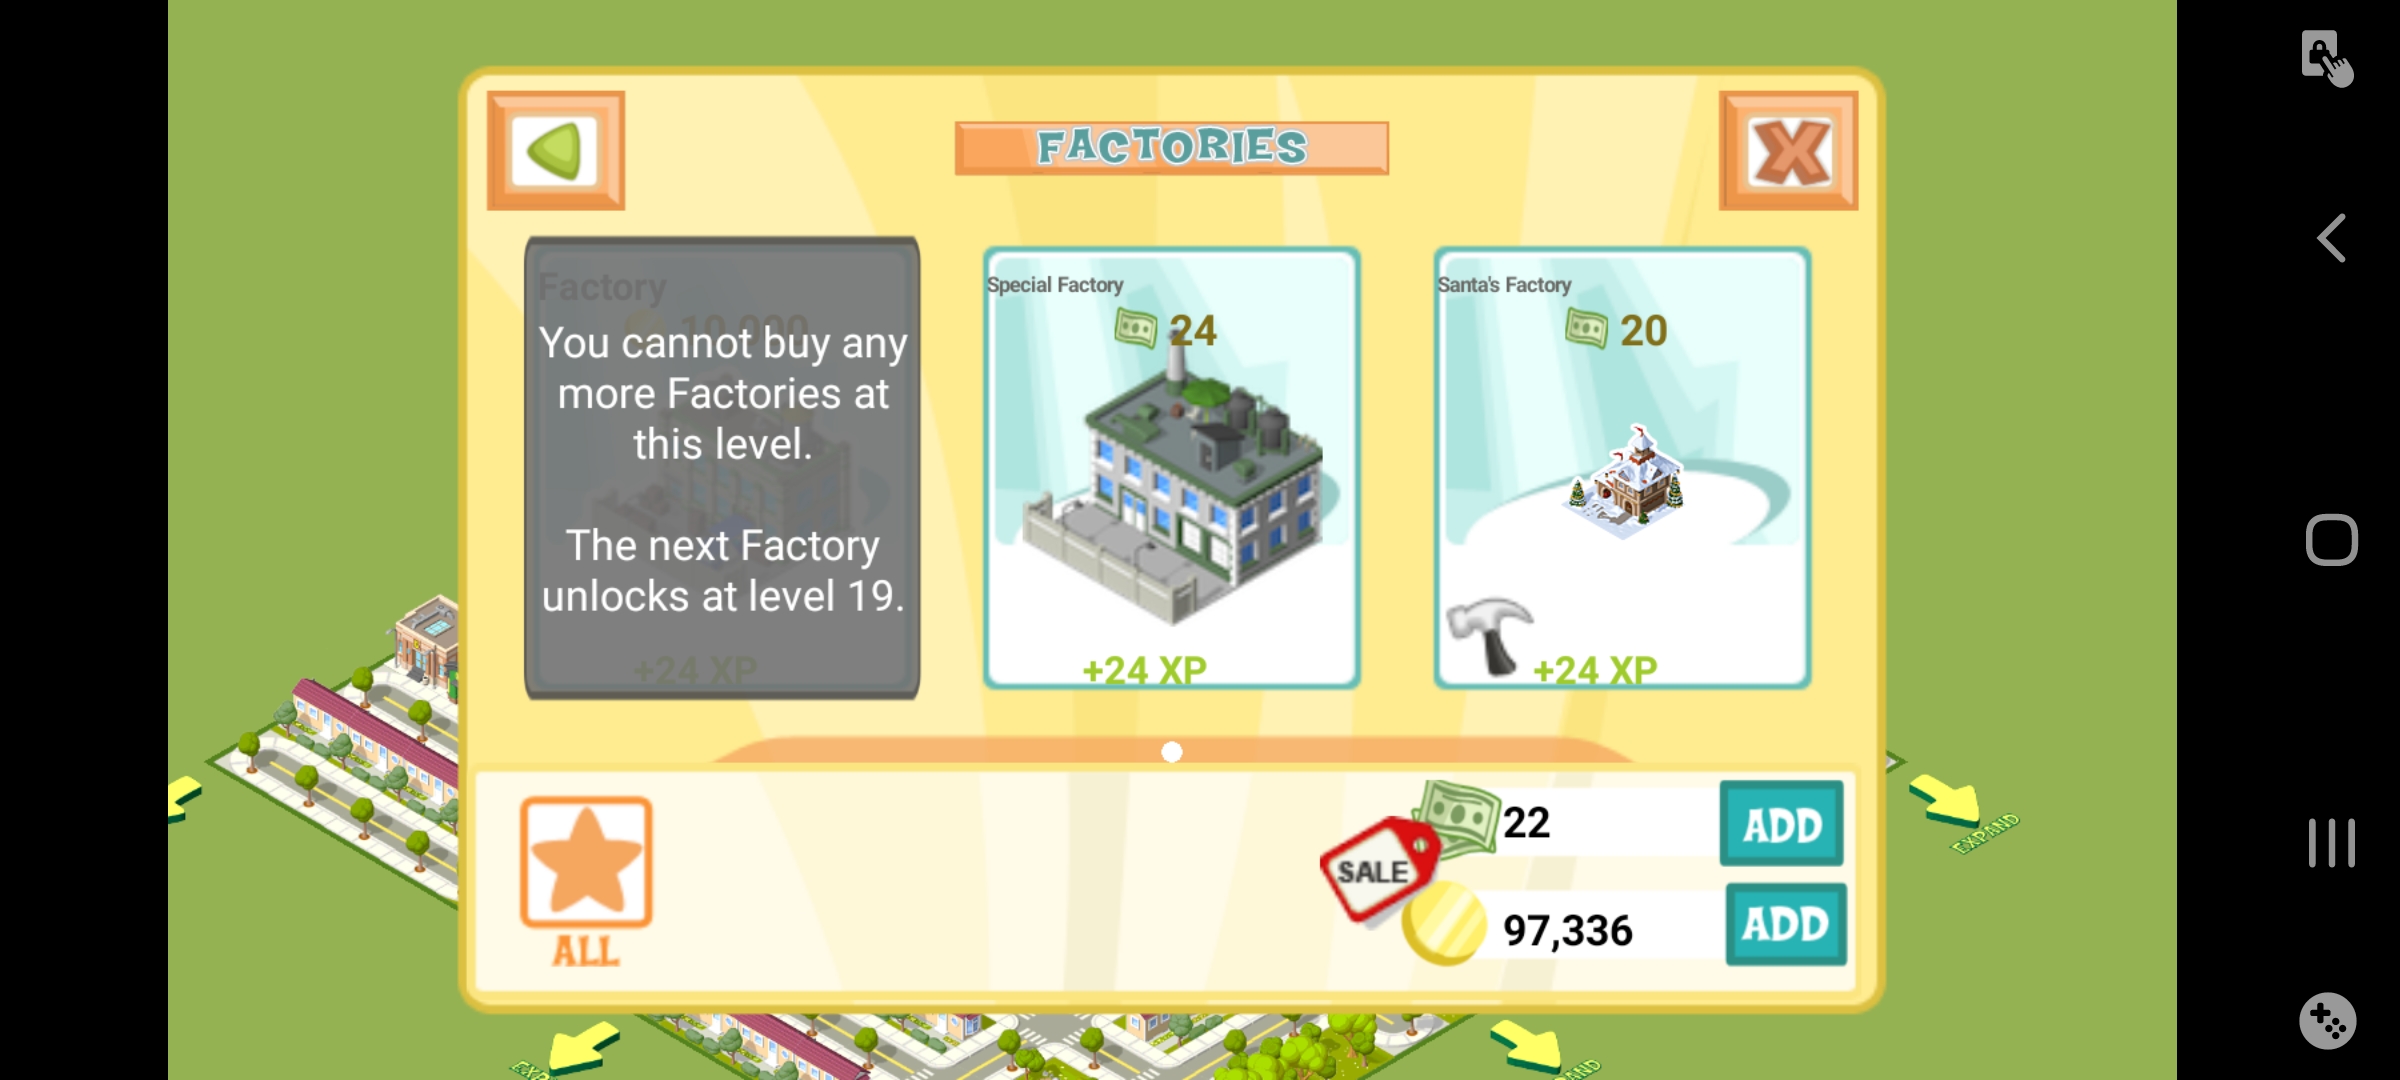 FACTORIES
Factory
10,000
You cannot buy any
more Factories at
this level.
The next Factory
unlocks at level 19.
+24 XP
Special Factory
24
+24 XP
Santa's Factory
20
+24 XP
ALL
SALE
22
ADD
97,336
ADD
EXPAND